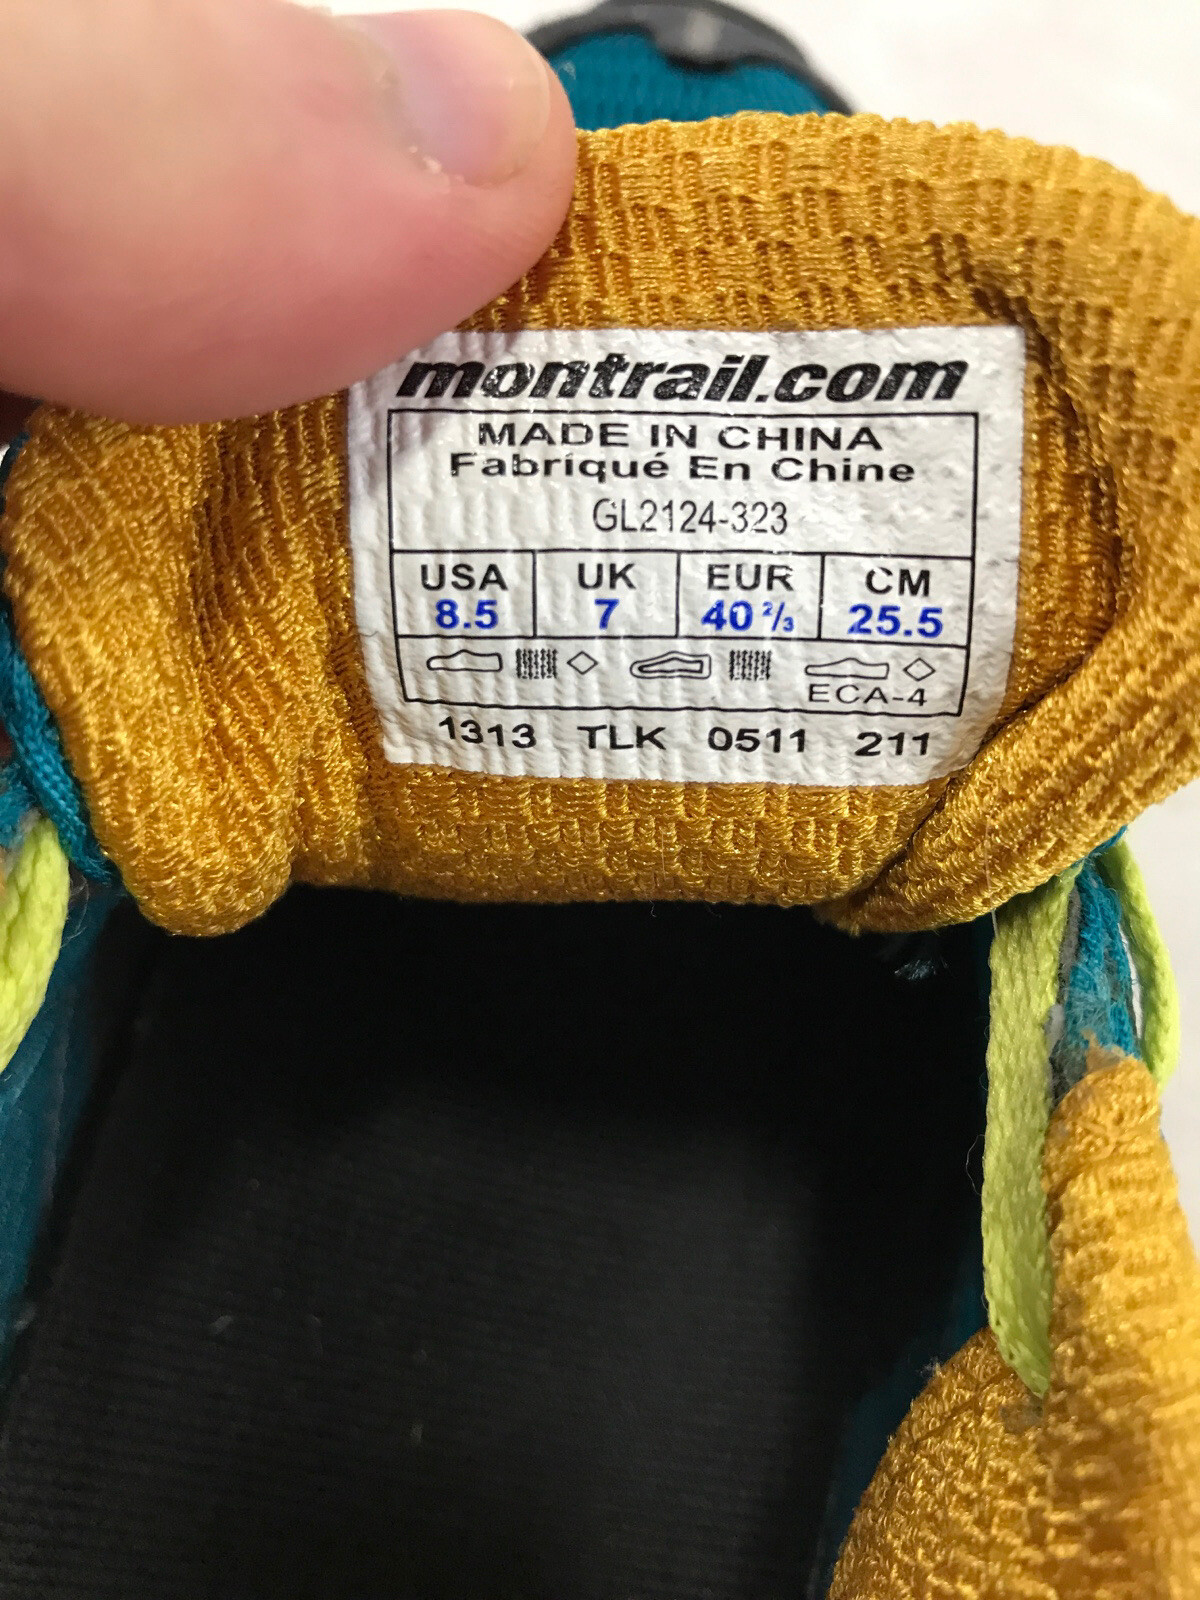 montrail.com
MADE IN CHINA
Fabriqué En Chine
GL2124-323
USA UK EUR CM
8.5 7 40 ⅔ 25.5
ECA-4
1313 TLK 0511 211